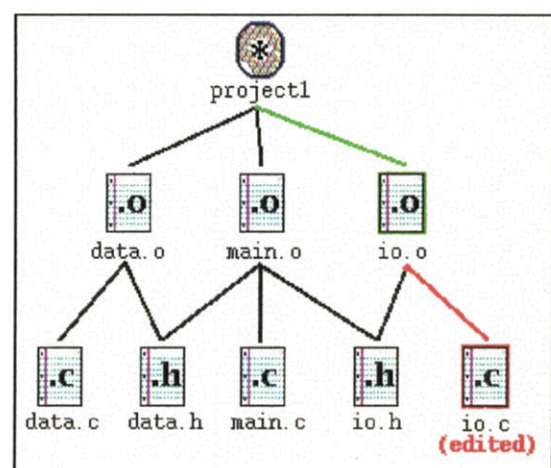 *
project1
.o .o .o
data.o main.o io.o
.c .h .c .h .c
data.c data.h main.c io.h io.c
(edited)